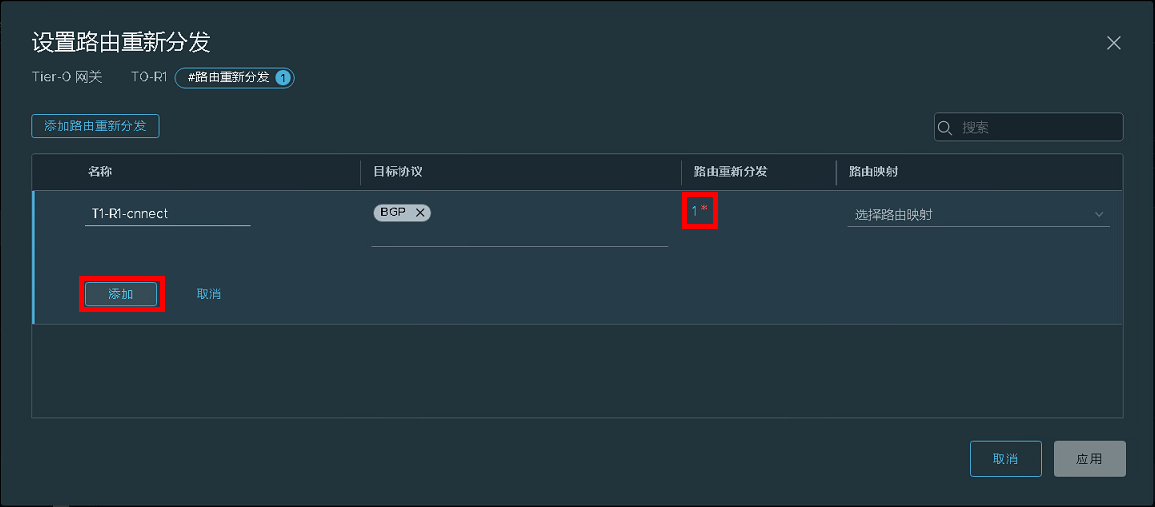 设置路由重新分发
Tier-0 网关 T0-R1 #路由重新分发 1
添加路由重新分发 搜索
名称 目标协议 路由重新分发 路由映射
T1-R1-cnnect BGP 1 * 选择路由映射
添加 取消
取消 应用